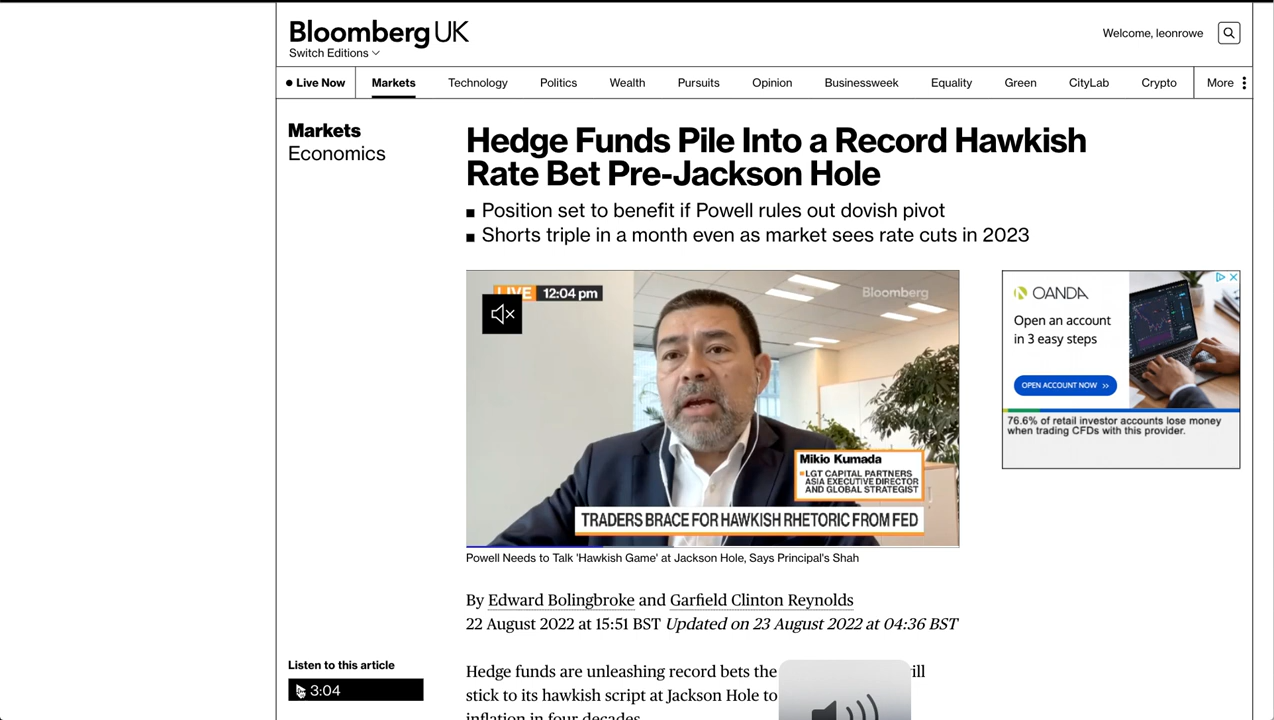 Bloomberg UK
Switch Editions
Welcome, leonrowe
Live Now Markets Technology Politics Wealth Pursuits Opinion Businessweek Equality Green CityLab Crypto More
Markets
Economics
Hedge Funds Pile Into a Record Hawkish
Rate Bet Pre-Jackson Hole
Position set to benefit if Powell rules out dovish pivot
Shorts triple in a month even as market sees rate cuts in 2023
LIVE 12:04 pm
Bloomberg
Mikio Kumada
LGT CAPITAL PARTNERS
ASIA EXECUTIVE DIRECTOR
AND GLOBAL STRATEGIST
TRADERS BRACE FOR HAWKISH RHETORIC FROM FED
OANDA
Open an account
in 3 easy steps
OPEN ACCOUNT NOW »
76.6% of retail investor accounts lose money
when trading CFDs with this provider.
Powell Needs to Talk 'Hawkish Game' at Jackson Hole, Says Principal's Shah
By Edward Bolingbroke and Garfield Clinton Reynolds
22 August 2022 at 15:51 BST Updated on 23 August 2022 at 04:36 BST
Listen to this article
3:04
Hedge funds are unleashing record bets the
stick to its hawkish script at Jackson Hole to
inflation in four decades.